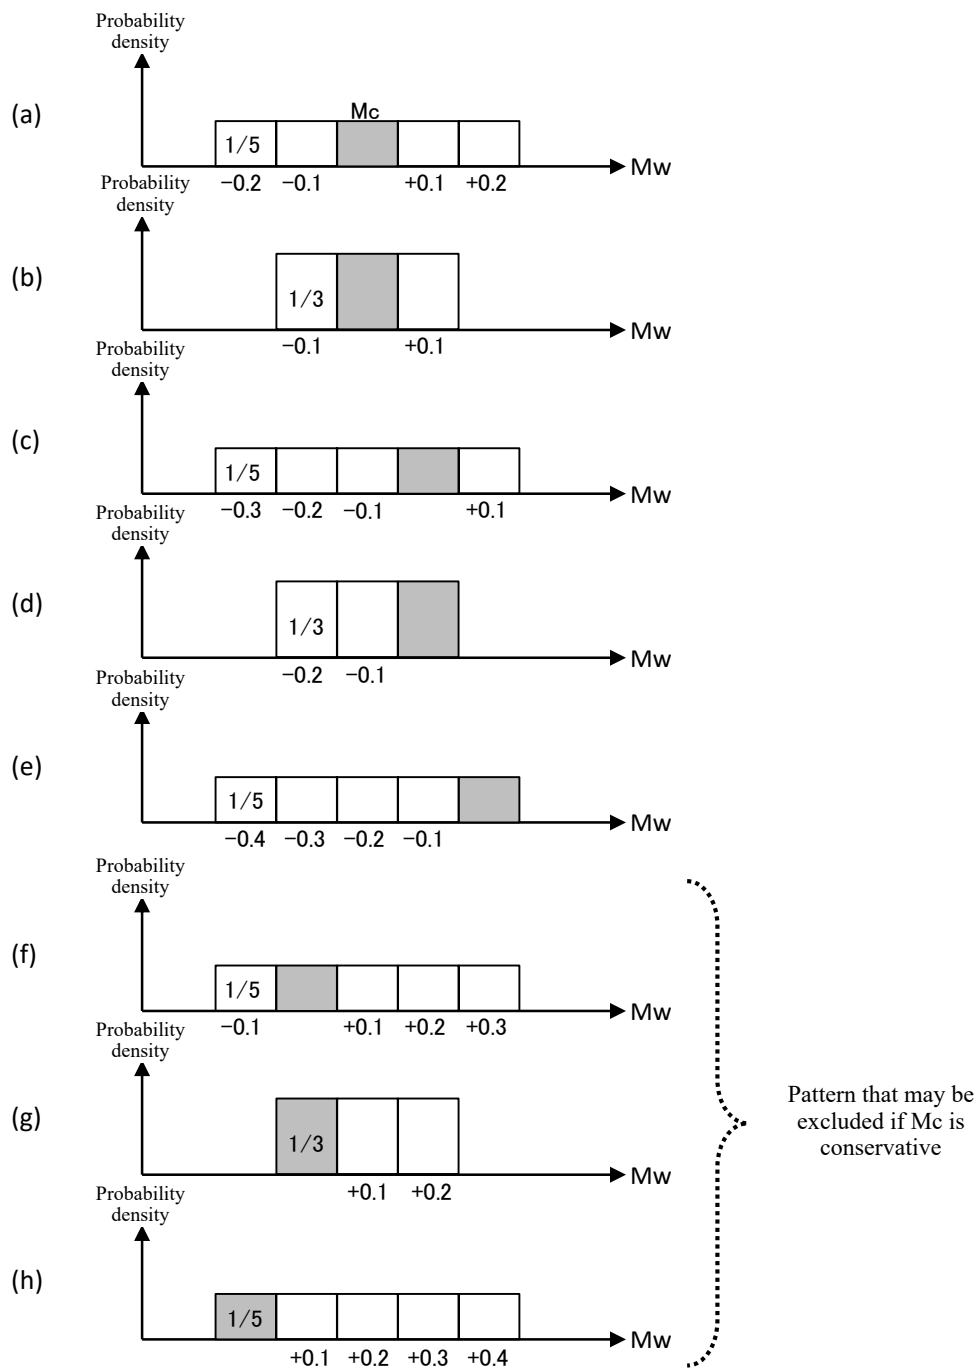 Probability
density
(a)
Mc
1/5
Mw
−0.2 −0.1 +0.1 +0.2
Probability
density
(b)
1/3
Mw
−0.1 +0.1
Probability
density
(c)
1/5
Mw
−0.3 −0.2 −0.1 +0.1
Probability
density
(d)
1/3
Mw
−0.2 −0.1
Probability
density
(e)
1/5
Mw
−0.4 −0.3 −0.2 −0.1
Probability
density
(f)
1/5
Mw
−0.1 +0.1 +0.2 +0.3
Probability
density
(g)
1/3
Mw
+0.1 +0.2
Probability
density
(h)
1/5
Mw
+0.1 +0.2 +0.3 +0.4
Pattern that may be
excluded if Mc is
conservative